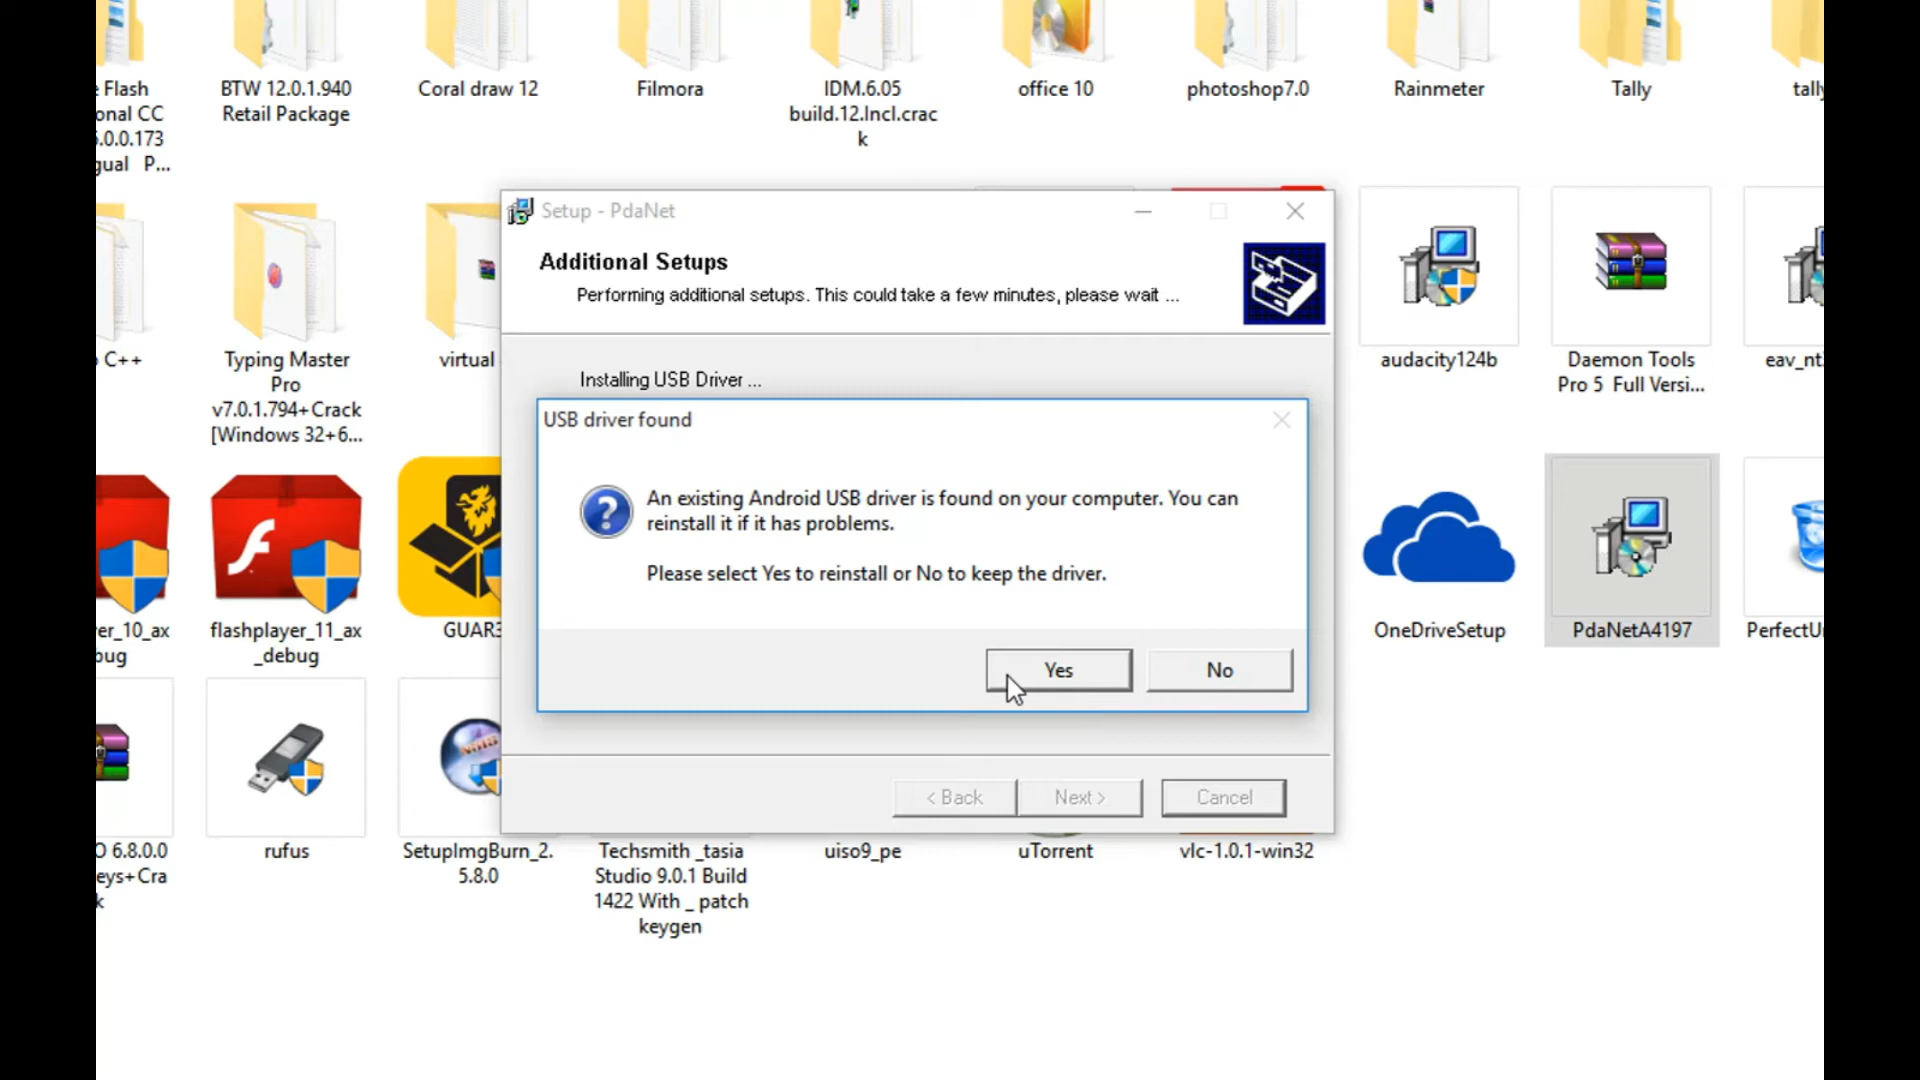 e Flash
onal CC
5.0.0.173
gual P...
BTW 12.0.1.940
Retail Package
Coral draw 12
Filmora
IDM.6.05
build.12.Incl.crac
k
office 10
photoshop7.0
Rainmeter
Tally
tally
Setup - PdaNet
Additional Setups
Performing additional setups. This could take a few minutes, please wait ...
Installing USB Driver ...
USB driver found
An existing Android USB driver is found on your computer. You can
reinstall it if it has problems.
Please select Yes to reinstall or No to keep the driver.
Yes
No
< Back
Next >
Cancel
C++
Typing Master
Pro
v7.0.1.794+Crack
[Windows 32+6...
virtual
audacity124b
Daemon Tools
Pro 5 Full Versi...
eav_nt
er_10_ax
bug
flashplayer_11_ax
_debug
GUAR
OneDriveSetup
PdaNetA4197
PerfectU
O 6.8.0.0
eys+Cra
k
rufus
SetupImgBurn_2.
5.8.0
Techsmith _tasia
Studio 9.0.1 Build
1422 With _ patch
keygen
uiso9_pe
uTorrent
vlc-1.0.1-win32